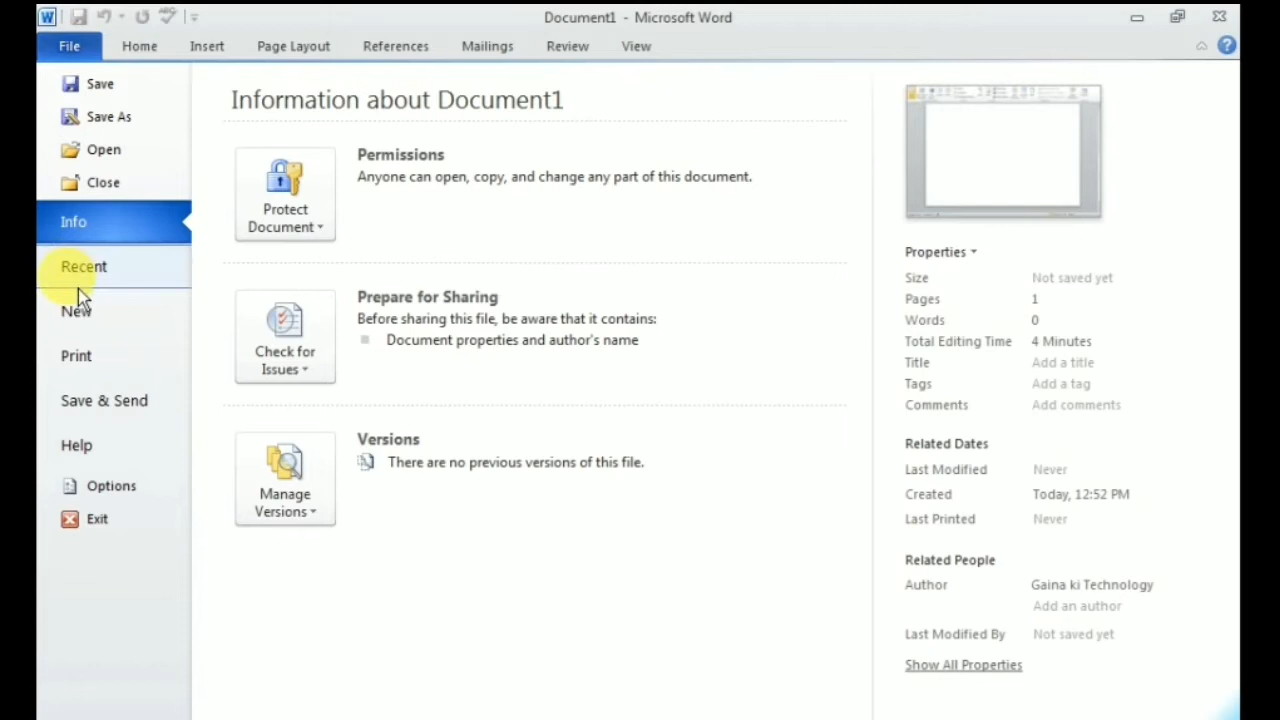 Document1 - Microsoft Word
File Home Insert Page Layout References Mailings Review View
Save
Save As
Open
Close
Info
Recent
New
Print
Save & Send
Help
Options
Exit
Information about Document1
Protect
Document
Permissions
Anyone can open, copy, and change any part of this document.
Check for
Issues
Prepare for Sharing
Before sharing this file, be aware that it contains:
Document properties and author's name
Manage
Versions
Versions
There are no previous versions of this file.
Properties
Size Not saved yet
Pages 1
Words 0
Total Editing Time 4 Minutes
Title Add a title
Tags Add a tag
Comments Add comments
Related Dates
Last Modified Never
Created Today, 12:52 PM
Last Printed Never
Related People
Author Gaina ki Technology
Add an author
Last Modified By Not saved yet
Show All Properties